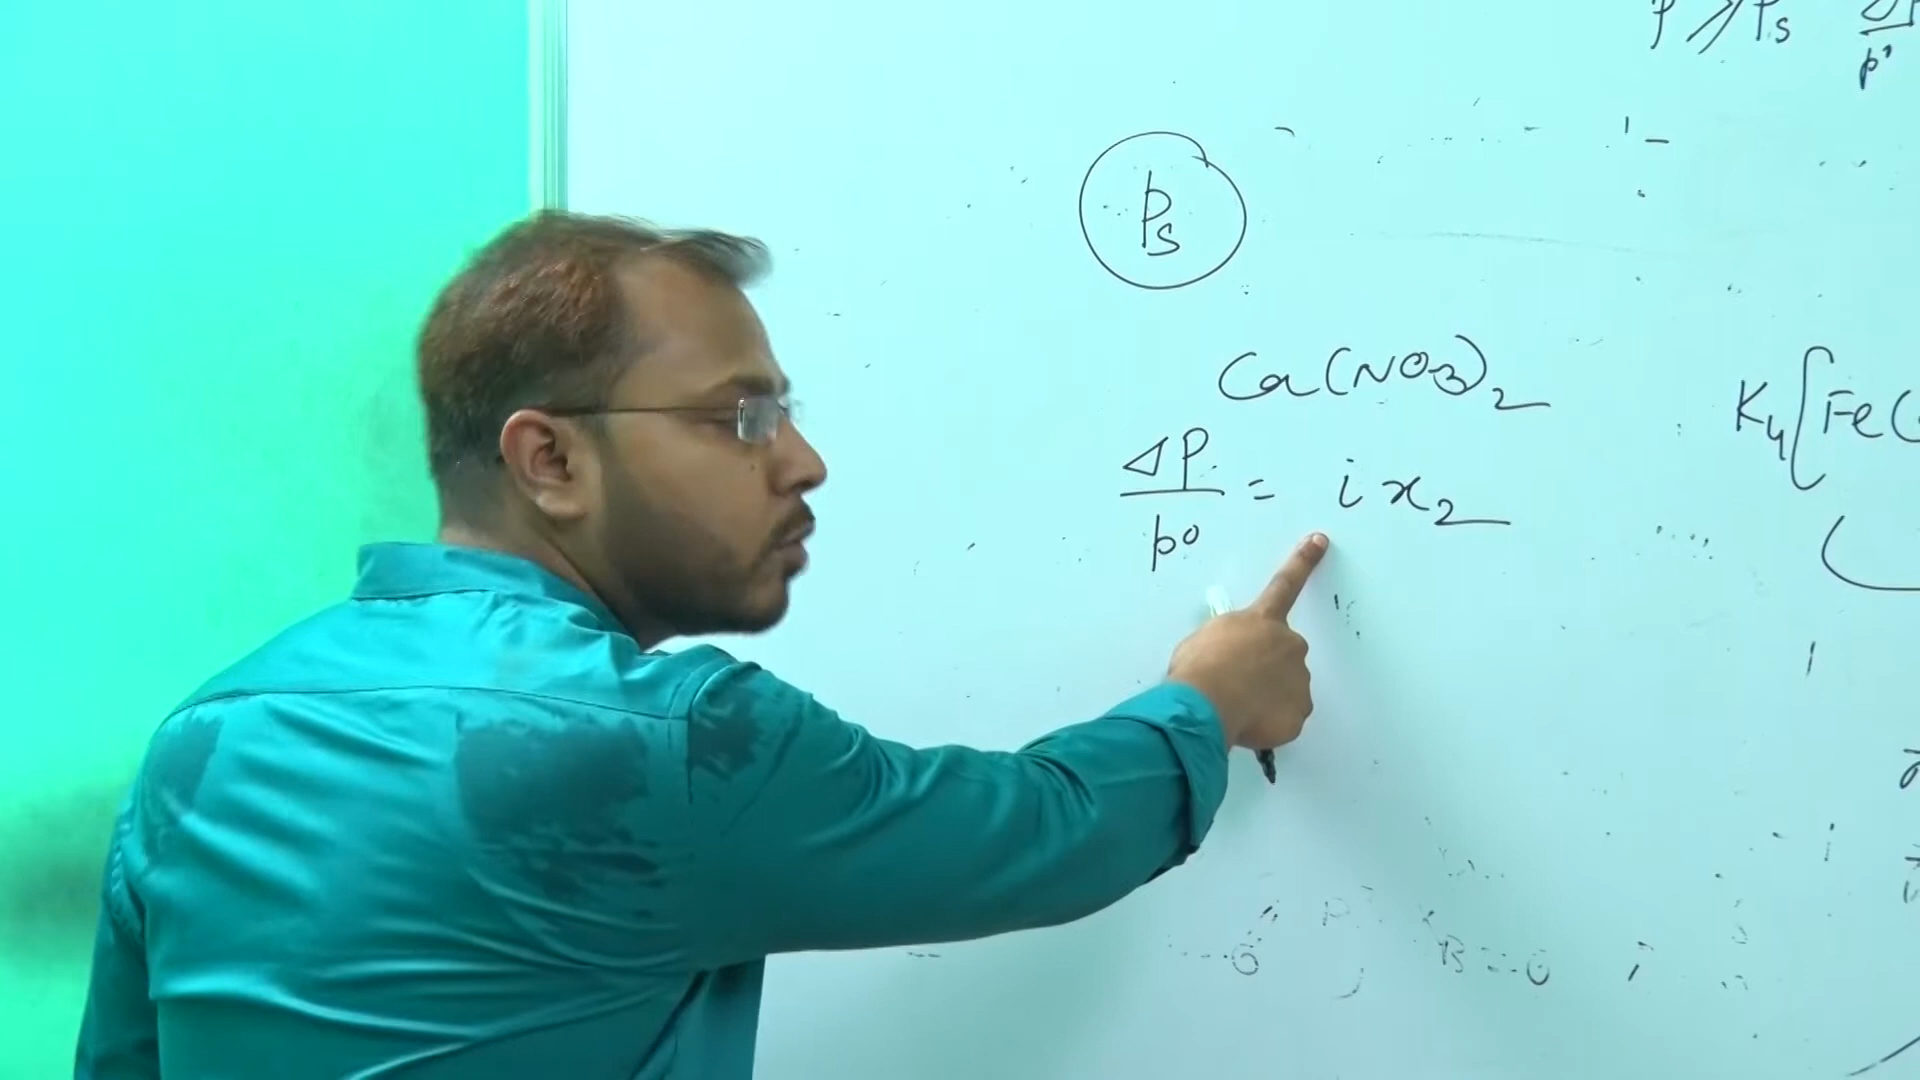 P > Ps
Ps
Ca(NO3)2
K4[Fe(
ΔP/p° = i x2